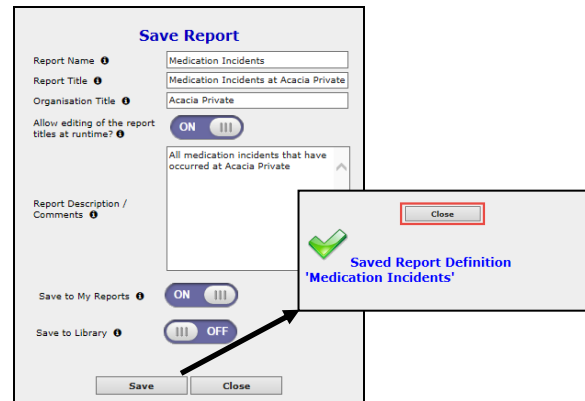 Save Report
Report Name
Medication Incidents
Report Title
Medication Incidents at Acacia Private
Organisation Title
Acacia Private
Allow editing of the report
titles at runtime?
ON
Report Description /
Comments
All medication incidents that have
occurred at Acacia Private
Save to My Reports
ON
Save to Library
OFF
Save
Close
Close
Saved Report Definition
'Medication Incidents'